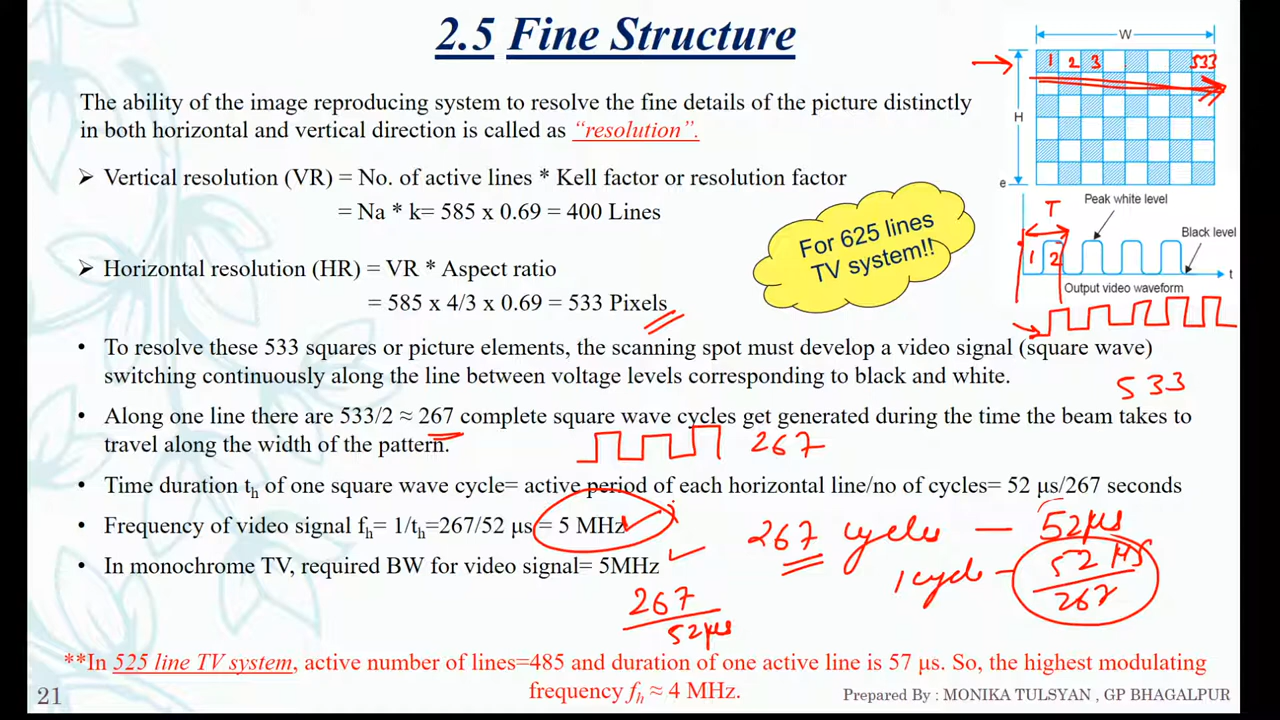 2.5 Fine Structure
W
1 2 3 533
H
The ability of the image reproducing system to resolve the fine details of the picture distinctly
in both horizontal and vertical direction is called as “resolution”.
➢ Vertical resolution (VR) = No. of active lines * Kell factor or resolution factor
= Na * k= 585 x 0.69 = 400 Lines
e
Peak white level
T
Black level
1 2
t
Output video waveform
For 625 lines
TV system!!
➢ Horizontal resolution (HR) = VR * Aspect ratio
= 585 x 4/3 x 0.69 = 533 Pixels
• To resolve these 533 squares or picture elements, the scanning spot must develop a video signal (square wave)
switching continuously along the line between voltage levels corresponding to black and white.
533
• Along one line there are 533/2 ≈ 267 complete square wave cycles get generated during the time the beam takes to
travel along the width of the pattern.
267
• Time duration th of one square wave cycle= active period of each horizontal line/no of cycles= 52 μs/267 seconds
• Frequency of video signal fh= 1/th=267/52 μs = 5 MHz
267 cycles — 52μs
1 cycle - 52 μs
267
• In monochrome TV, required BW for video signal= 5MHz
267
52μs
**In 525 line TV system, active number of lines=485 and duration of one active line is 57 μs. So, the highest modulating
frequency fh ≈ 4 MHz.
21
Prepared By : MONIKA TULSYAN , GP BHAGALPUR